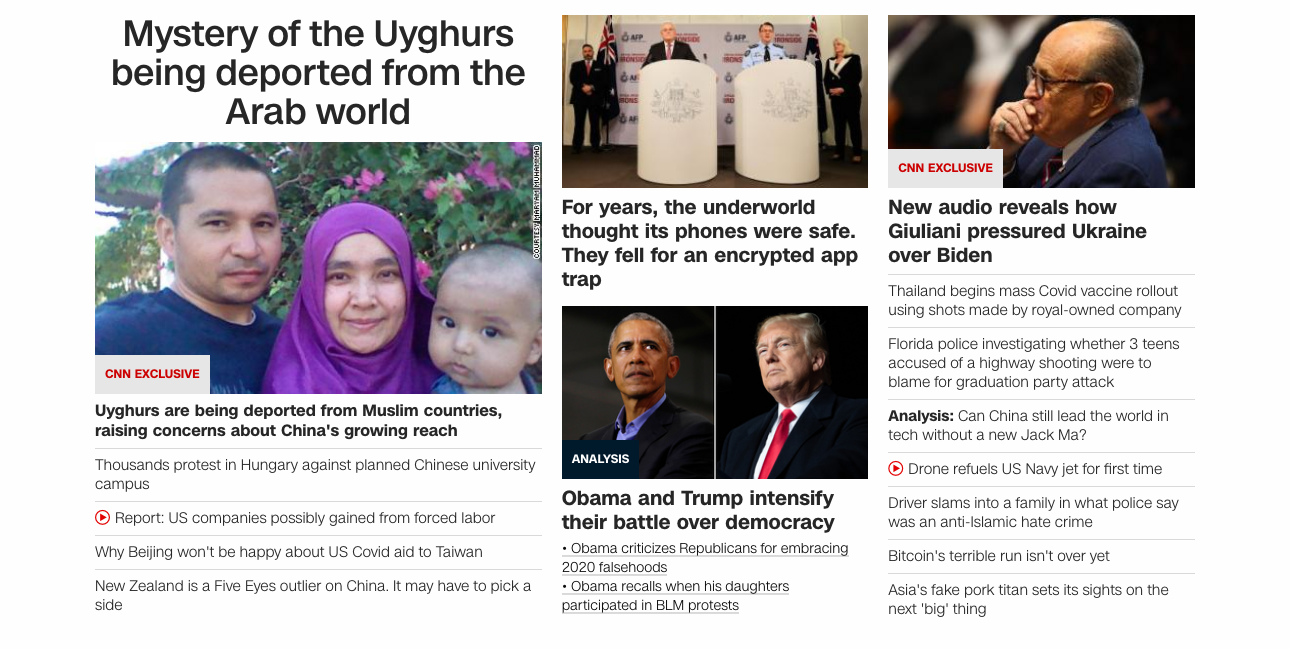 Mystery of the Uyghurs
being deported from the
Arab world
COURTESY MARYAM MUHAMMAD
CNN EXCLUSIVE
Uyghurs are being deported from Muslim countries,
raising concerns about China's growing reach
Thousands protest in Hungary against planned Chinese university
campus
Report: US companies possibly gained from forced labor
Why Beijing won't be happy about US Covid aid to Taiwan
New Zealand is a Five Eyes outlier on China. It may have to pick a
side
AFP
IRONSIDE
AFP
AFP
IRONSIDE
For years, the underworld
thought its phones were safe.
They fell for an encrypted app
trap
ANALYSIS
Obama and Trump intensify
their battle over democracy
• Obama criticizes Republicans for embracing
2020 falsehoods
• Obama recalls when his daughters
participated in BLM protests
CNN EXCLUSIVE
New audio reveals how
Giuliani pressured Ukraine
over Biden
Thailand begins mass Covid vaccine rollout
using shots made by royal-owned company
Florida police investigating whether 3 teens
accused of a highway shooting were to
blame for graduation party attack
Analysis: Can China still lead the world in
tech without a new Jack Ma?
Drone refuels US Navy jet for first time
Driver slams into a family in what police say
was an anti-Islamic hate crime
Bitcoin's terrible run isn't over yet
Asia's fake pork titan sets its sights on the
next 'big' thing